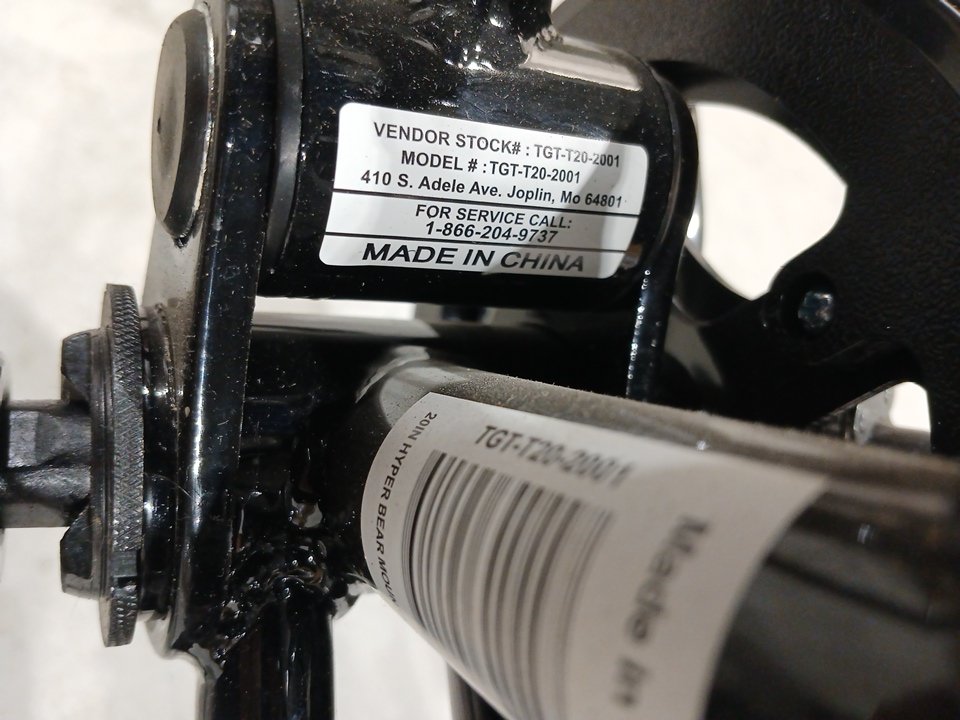 VENDOR STOCK# : TGT-T20-2001
MODEL # : TGT-T20-2001
410 S. Adele Ave. Joplin, Mo 64801
FOR SERVICE CALL:
1-866-204-9737
MADE IN CHINA
TGT-T20-2001
20IN HYPER BEAR
Made in